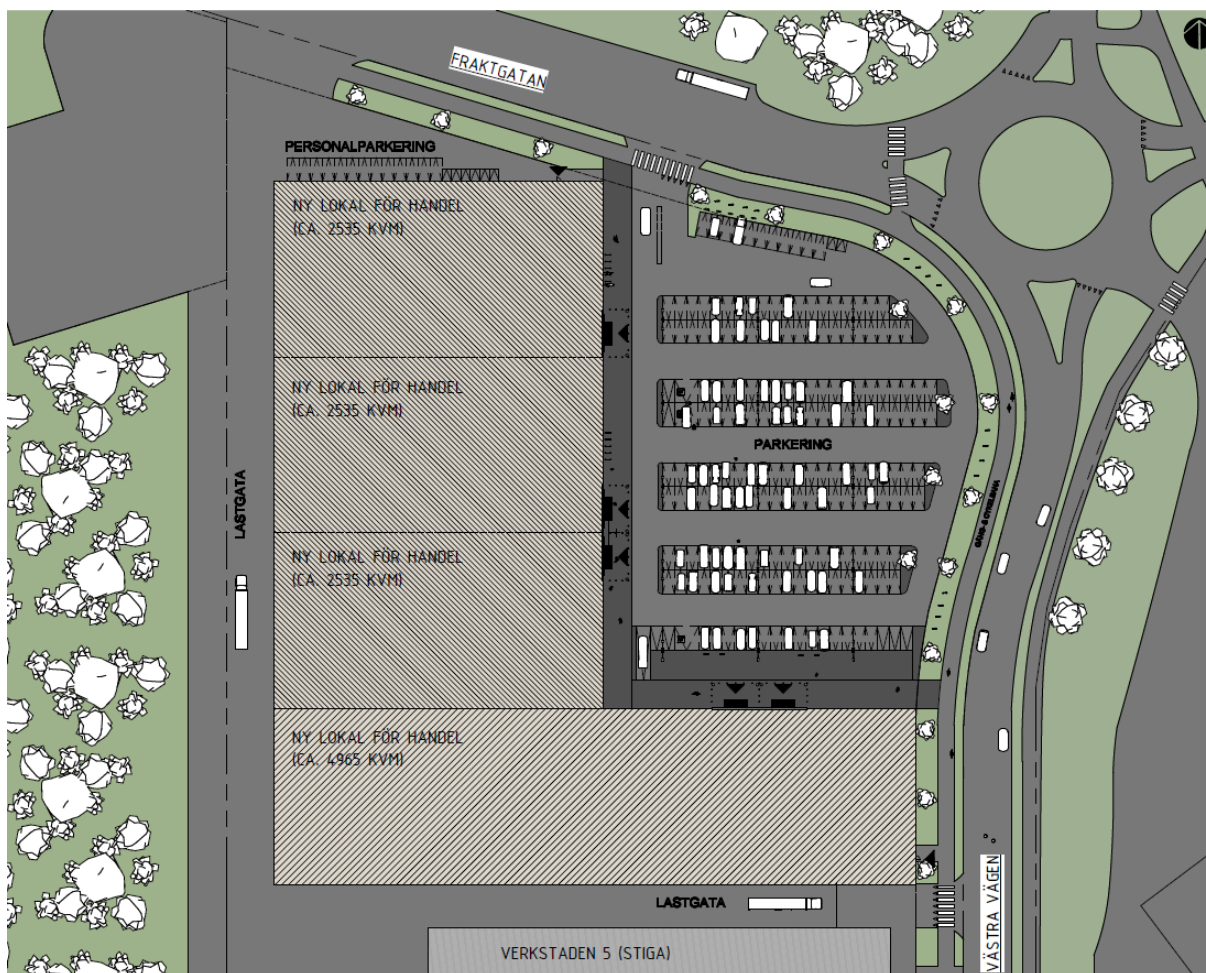 FRAKTGATAN
PERSONALPARKERING
NY LOKAL FÖR HANDEL
(CA. 2535 KVM)
NY LOKAL FÖR HANDEL
(CA. 2535 KVM)
PARKERING
LASTGATA
GÅNG- & CYKELBANA
NY LOKAL FÖR HANDEL
(CA. 2535 KVM)
NY LOKAL FÖR HANDEL
(CA. 4965 KVM)
VÄSTRA VÄGEN
LASTGATA
VERKSTADEN 5 (STIGA)